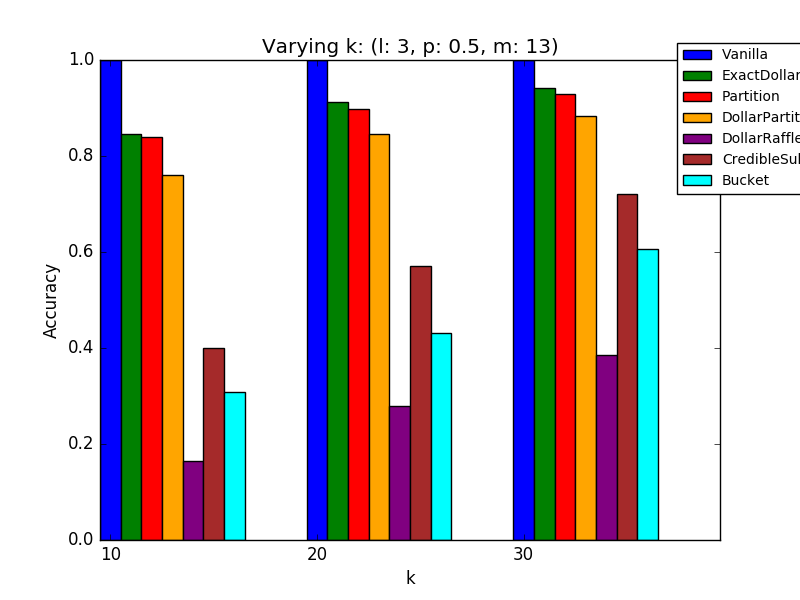 Varying k: (l: 3, p: 0.5, m: 13)
Vanilla
ExactDollar
Partition
DollarPartit
DollarRaffle
CredibleSu
Bucket
1.0
0.8
0.6
0.4
0.2
0.0
Accuracy
10 20 30
k